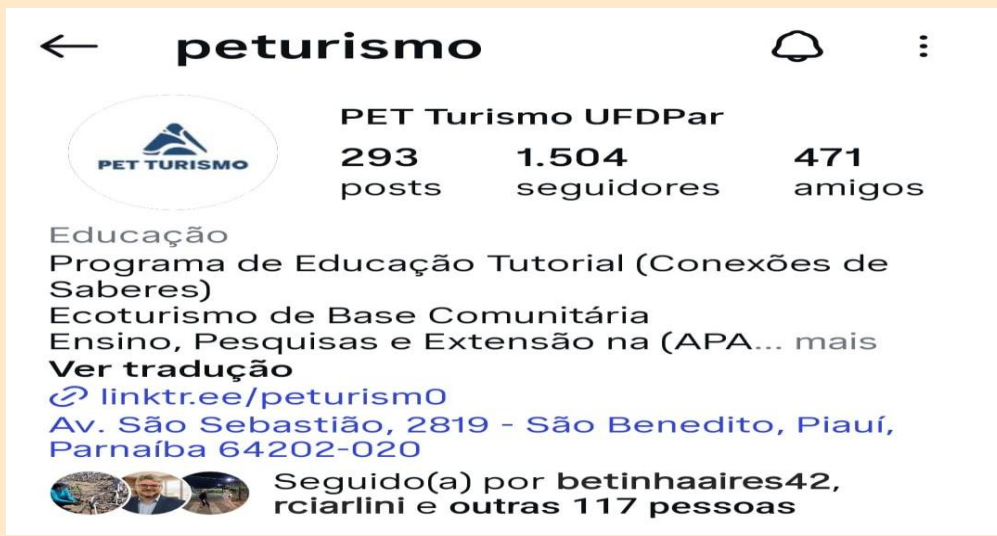 peturismo
PET TURISMO
PET Turismo UFDPar
293 1.504 471
posts seguidores amigos
Educação
Programa de Educação Tutorial (Conexões de
Saberes)
Ecoturismo de Base Comunitária
Ensino, Pesquisas e Extensão na (APA... mais
Ver tradução
linktr.ee/peturism0
Av. São Sebastião, 2819 - São Benedito, Piauí,
Parnaíba 64202-020
Seguido(a) por betinhaaires42,
rciarlini e outras 117 pessoas